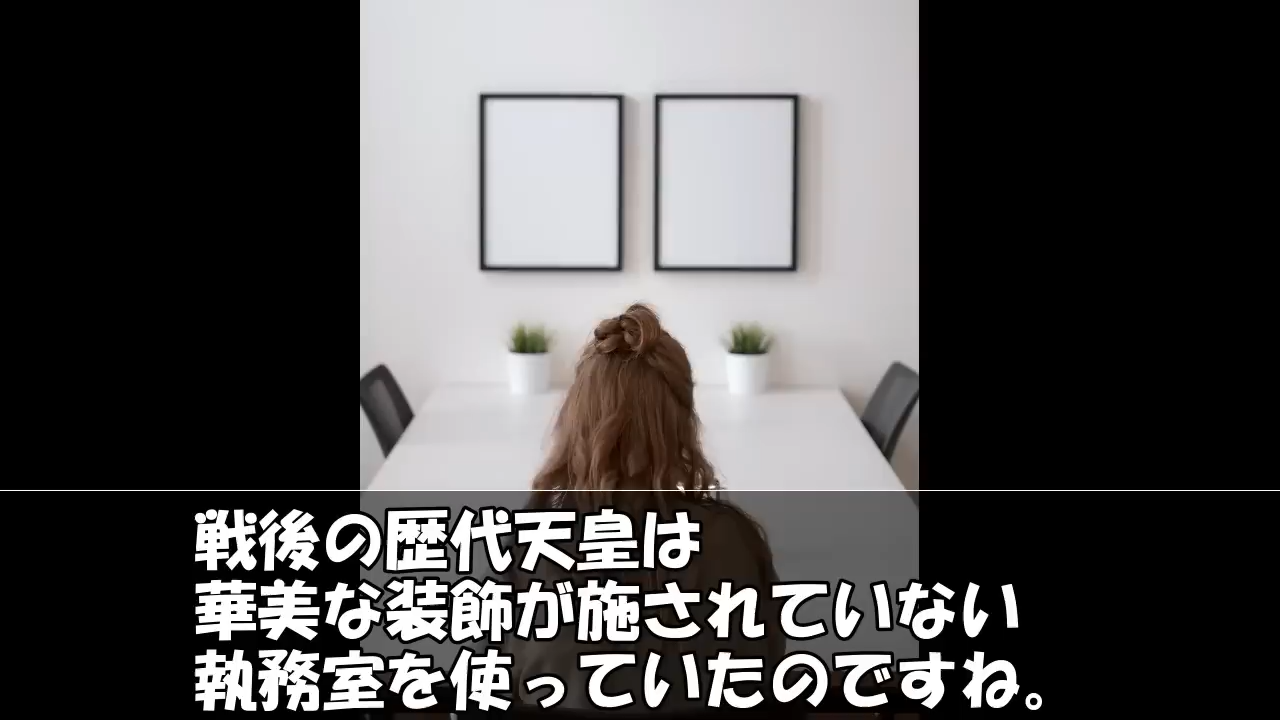 戦後の歴代天皇は
華美な装飾が施されていない
執務室を使っていたのですね。